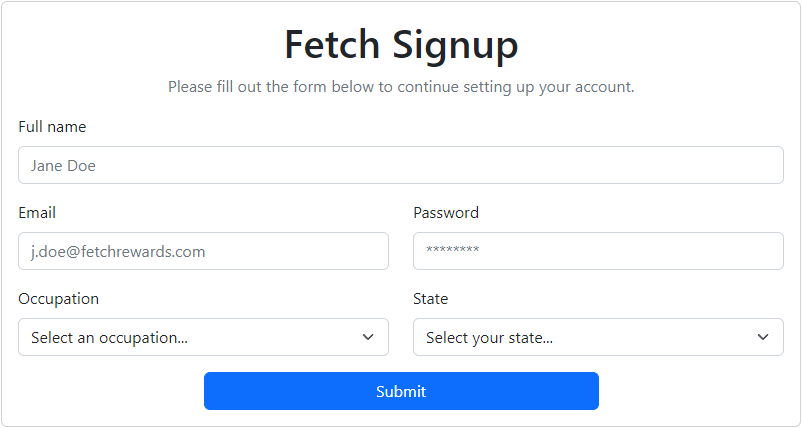 Fetch Signup
Please fill out the form below to continue setting up your account.
Full name
Jane Doe
Email Password
j.doe@fetchrewards.com ********
Occupation State
Select an occupation... Select your state...
Submit